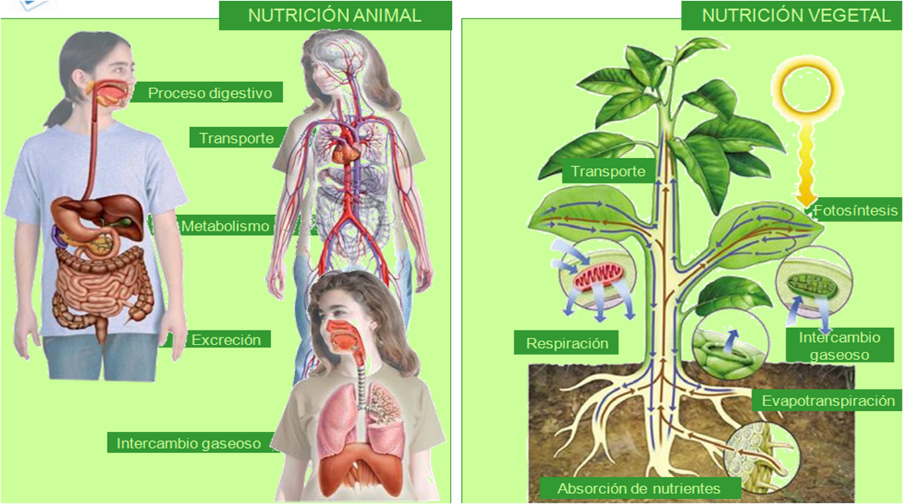 NUTRICIÓN ANIMAL
Proceso digestivo
Transporte
Metabolismo
Excreción
Intercambio gaseoso
NUTRICIÓN VEGETAL
Transporte
Fotosíntesis
Respiración
Intercambio
gaseoso
Evapotranspiración
Absorción de nutrientes